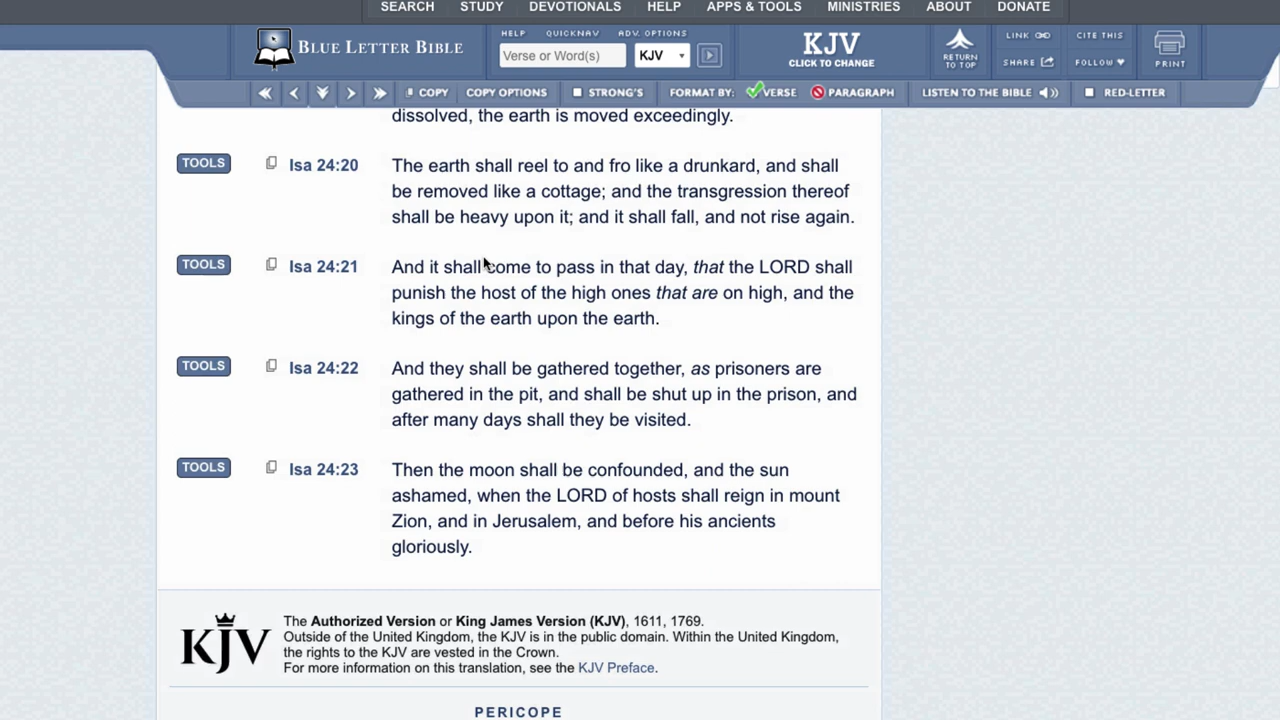 SEARCH STUDY DEVOTIONALS HELP APPS & TOOLS MINISTRIES ABOUT DONATE
HELP QUICKNAV ADV. OPTIONS
BLUE LETTER BIBLE
Verse or Word(s) KJV
KJV
CLICK TO CHANGE
RETURN
TO TOP
LINK CITE THIS
SHARE FOLLOW
PRINT
COPY COPY OPTIONS STRONG'S FORMAT BY: VERSE PARAGRAPH LISTEN TO THE BIBLE RED-LETTER
dissolved, the earth is moved exceedingly.
TOOLS Isa 24:20 The earth shall reel to and fro like a drunkard, and shall
be removed like a cottage; and the transgression thereof
shall be heavy upon it; and it shall fall, and not rise again.
TOOLS Isa 24:21 And it shall come to pass in that day, that the LORD shall
punish the host of the high ones that are on high, and the
kings of the earth upon the earth.
TOOLS Isa 24:22 And they shall be gathered together, as prisoners are
gathered in the pit, and shall be shut up in the prison, and
after many days shall they be visited.
TOOLS Isa 24:23 Then the moon shall be confounded, and the sun
ashamed, when the LORD of hosts shall reign in mount
Zion, and in Jerusalem, and before his ancients
gloriously.
KJV
The Authorized Version or King James Version (KJV), 1611, 1769.
Outside of the United Kingdom, the KJV is in the public domain. Within the United Kingdom,
the rights to the KJV are vested in the Crown.
For more information on this translation, see the KJV Preface.
PERICOPE